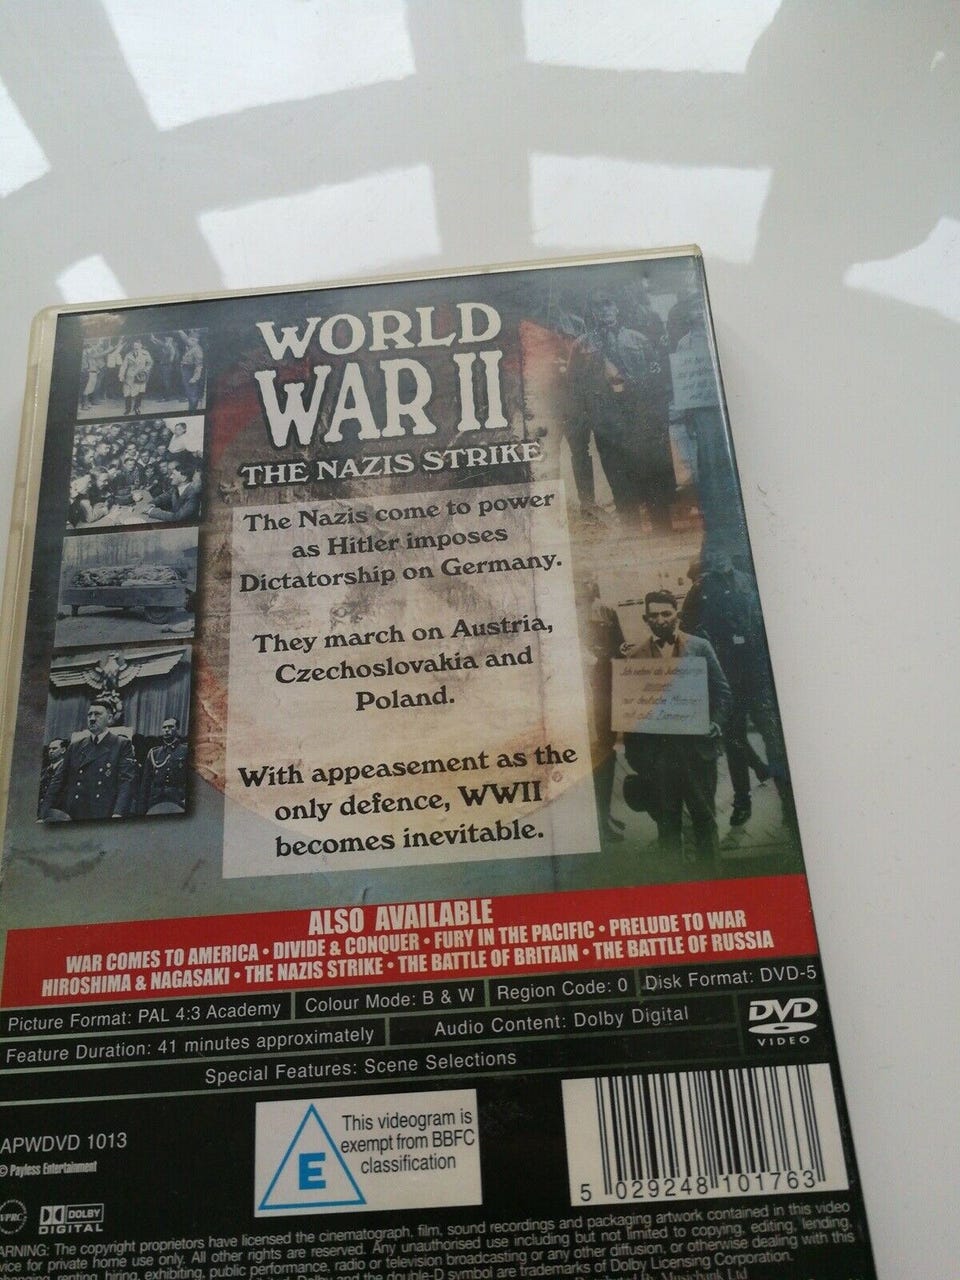 WORLD
WAR II
THE NAZIS STRIKE
The Nazis come to power
as Hitler imposes
Dictatorship on Germany.
They march on Austria,
Czechoslovakia and
Poland.
With appeasement as the
only defence, WWII
becomes inevitable.
ALSO AVAILABLE
WAR COMES TO AMERICA • DIVIDE & CONQUER • FURY IN THE PACIFIC • PRELUDE TO WAR
HIROSHIMA & NAGASAKI • THE NAZIS STRIKE • THE BATTLE OF BRITAIN • THE BATTLE OF RUSSIA
Picture Format: PAL 4:3 Academy
Colour Mode: B & W
Region Code: 0
Disk Format: DVD-5
Feature Duration: 41 minutes approximately
Audio Content: Dolby Digital
DVD
VIDEO
Special Features: Scene Selections
APWDVD 1013
© Payless Entertainment
E
This videogram is
exempt from BBFC
classification
5 029248 101763
VPRC
DOLBY
DIGITAL
ARNING: The copyright proprietors have licensed the cinematograph, film, sound recordings and packaging artwork contained in this video
vice for private home use only. All other rights are reserved. Any unauthorised use including but not limited to copying, editing, lending,
renting, hiring, exhibiting, public performance, radio or television broadcasting or any other diffusion, or otherwise dealing with this
Dolby and the double-D symbol are trademarks of Dolby Licensing Corporation.